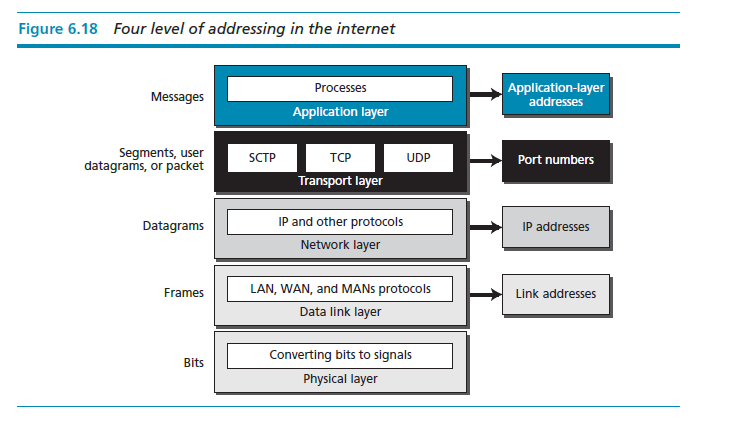 Figure 6.18 Four level of addressing in the internet
Messages
Processes
Application layer
Application-layer
addresses
Segments, user
datagrams, or packet
SCTP
TCP
UDP
Transport layer
Port numbers
Datagrams
IP and other protocols
Network layer
IP addresses
Frames
LAN, WAN, and MANs protocols
Data link layer
Link addresses
Bits
Converting bits to signals
Physical layer